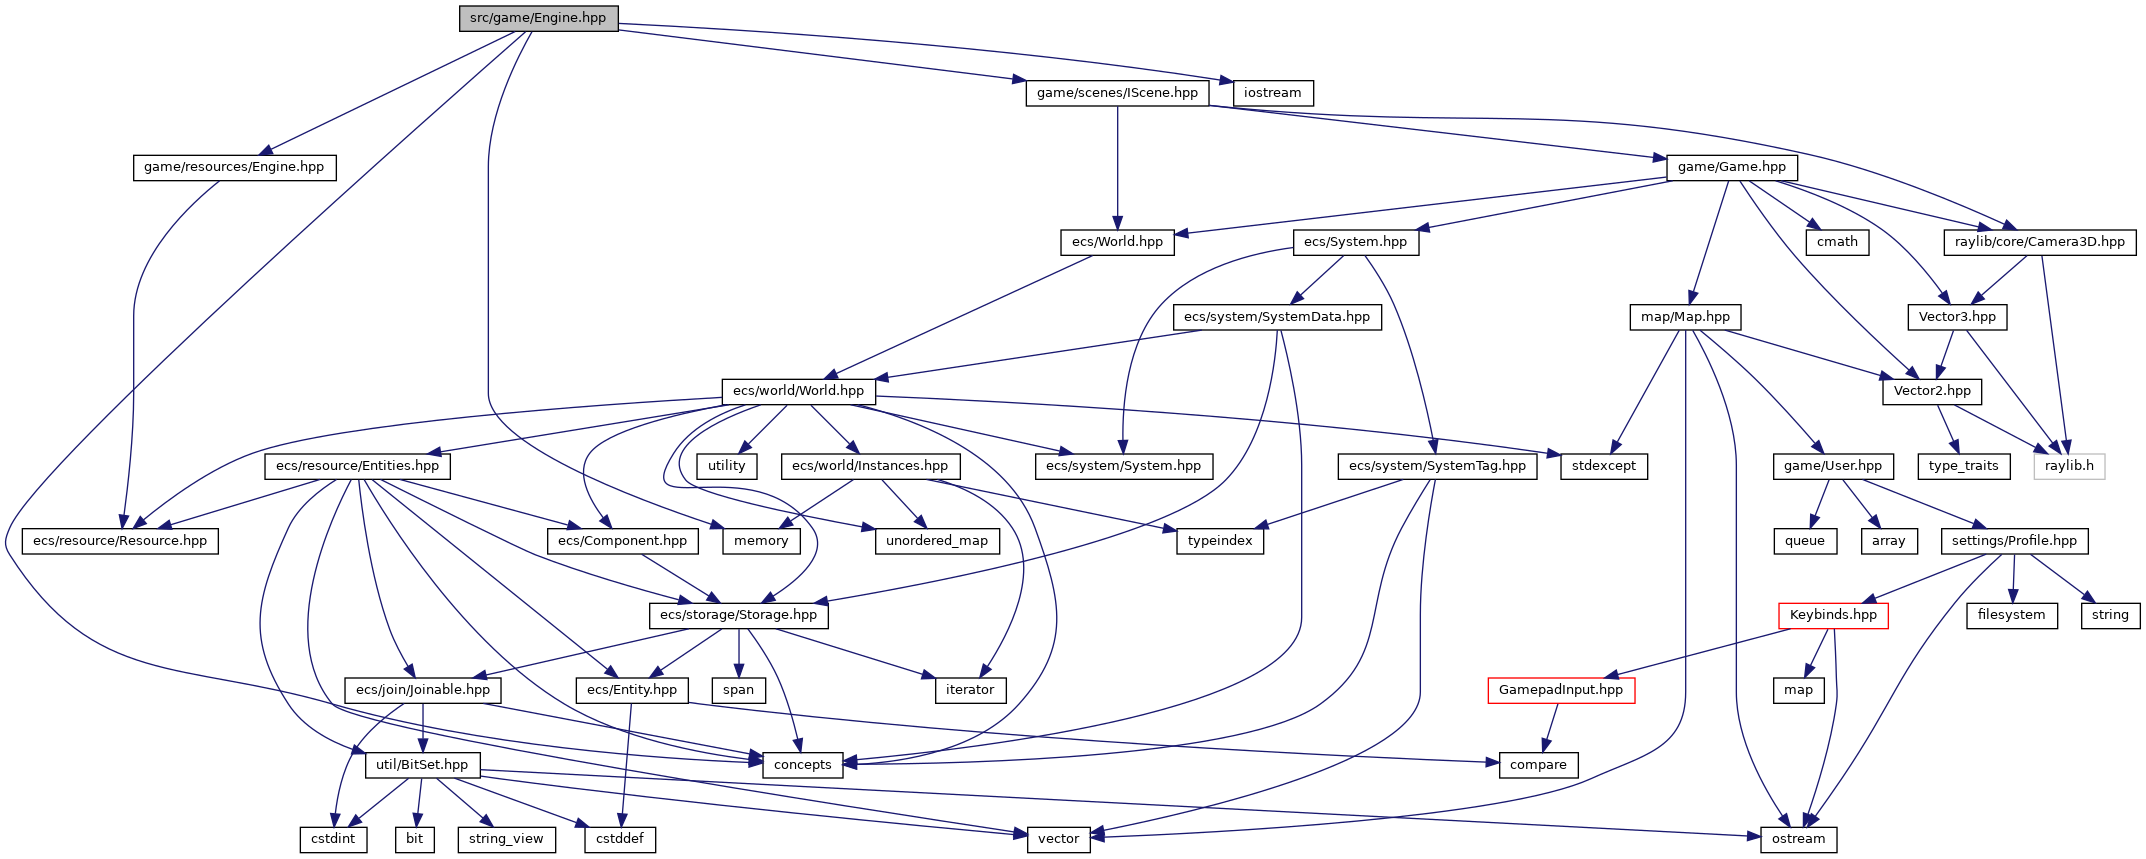 src/game/Engine.hpp
game/scenes/IScene.hpp
iostream
game/resources/Engine.hpp
game/Game.hpp
ecs/World.hpp
ecs/System.hpp
cmath
raylib/core/Camera3D.hpp
ecs/system/SystemData.hpp
map/Map.hpp
Vector3.hpp
ecs/world/World.hpp
Vector2.hpp
ecs/resource/Entities.hpp
utility
ecs/world/Instances.hpp
ecs/system/System.hpp
ecs/system/SystemTag.hpp
stdexcept
game/User.hpp
type_traits
raylib.h
ecs/resource/Resource.hpp
ecs/Component.hpp
memory
unordered_map
typeindex
queue
array
settings/Profile.hpp
ecs/storage/Storage.hpp
Keybinds.hpp
filesystem
string
ecs/join/Joinable.hpp
ecs/Entity.hpp
span
iterator
GamepadInput.hpp
map
util/BitSet.hpp
concepts
compare
cstdint
bit
string_view
cstddef
vector
ostream